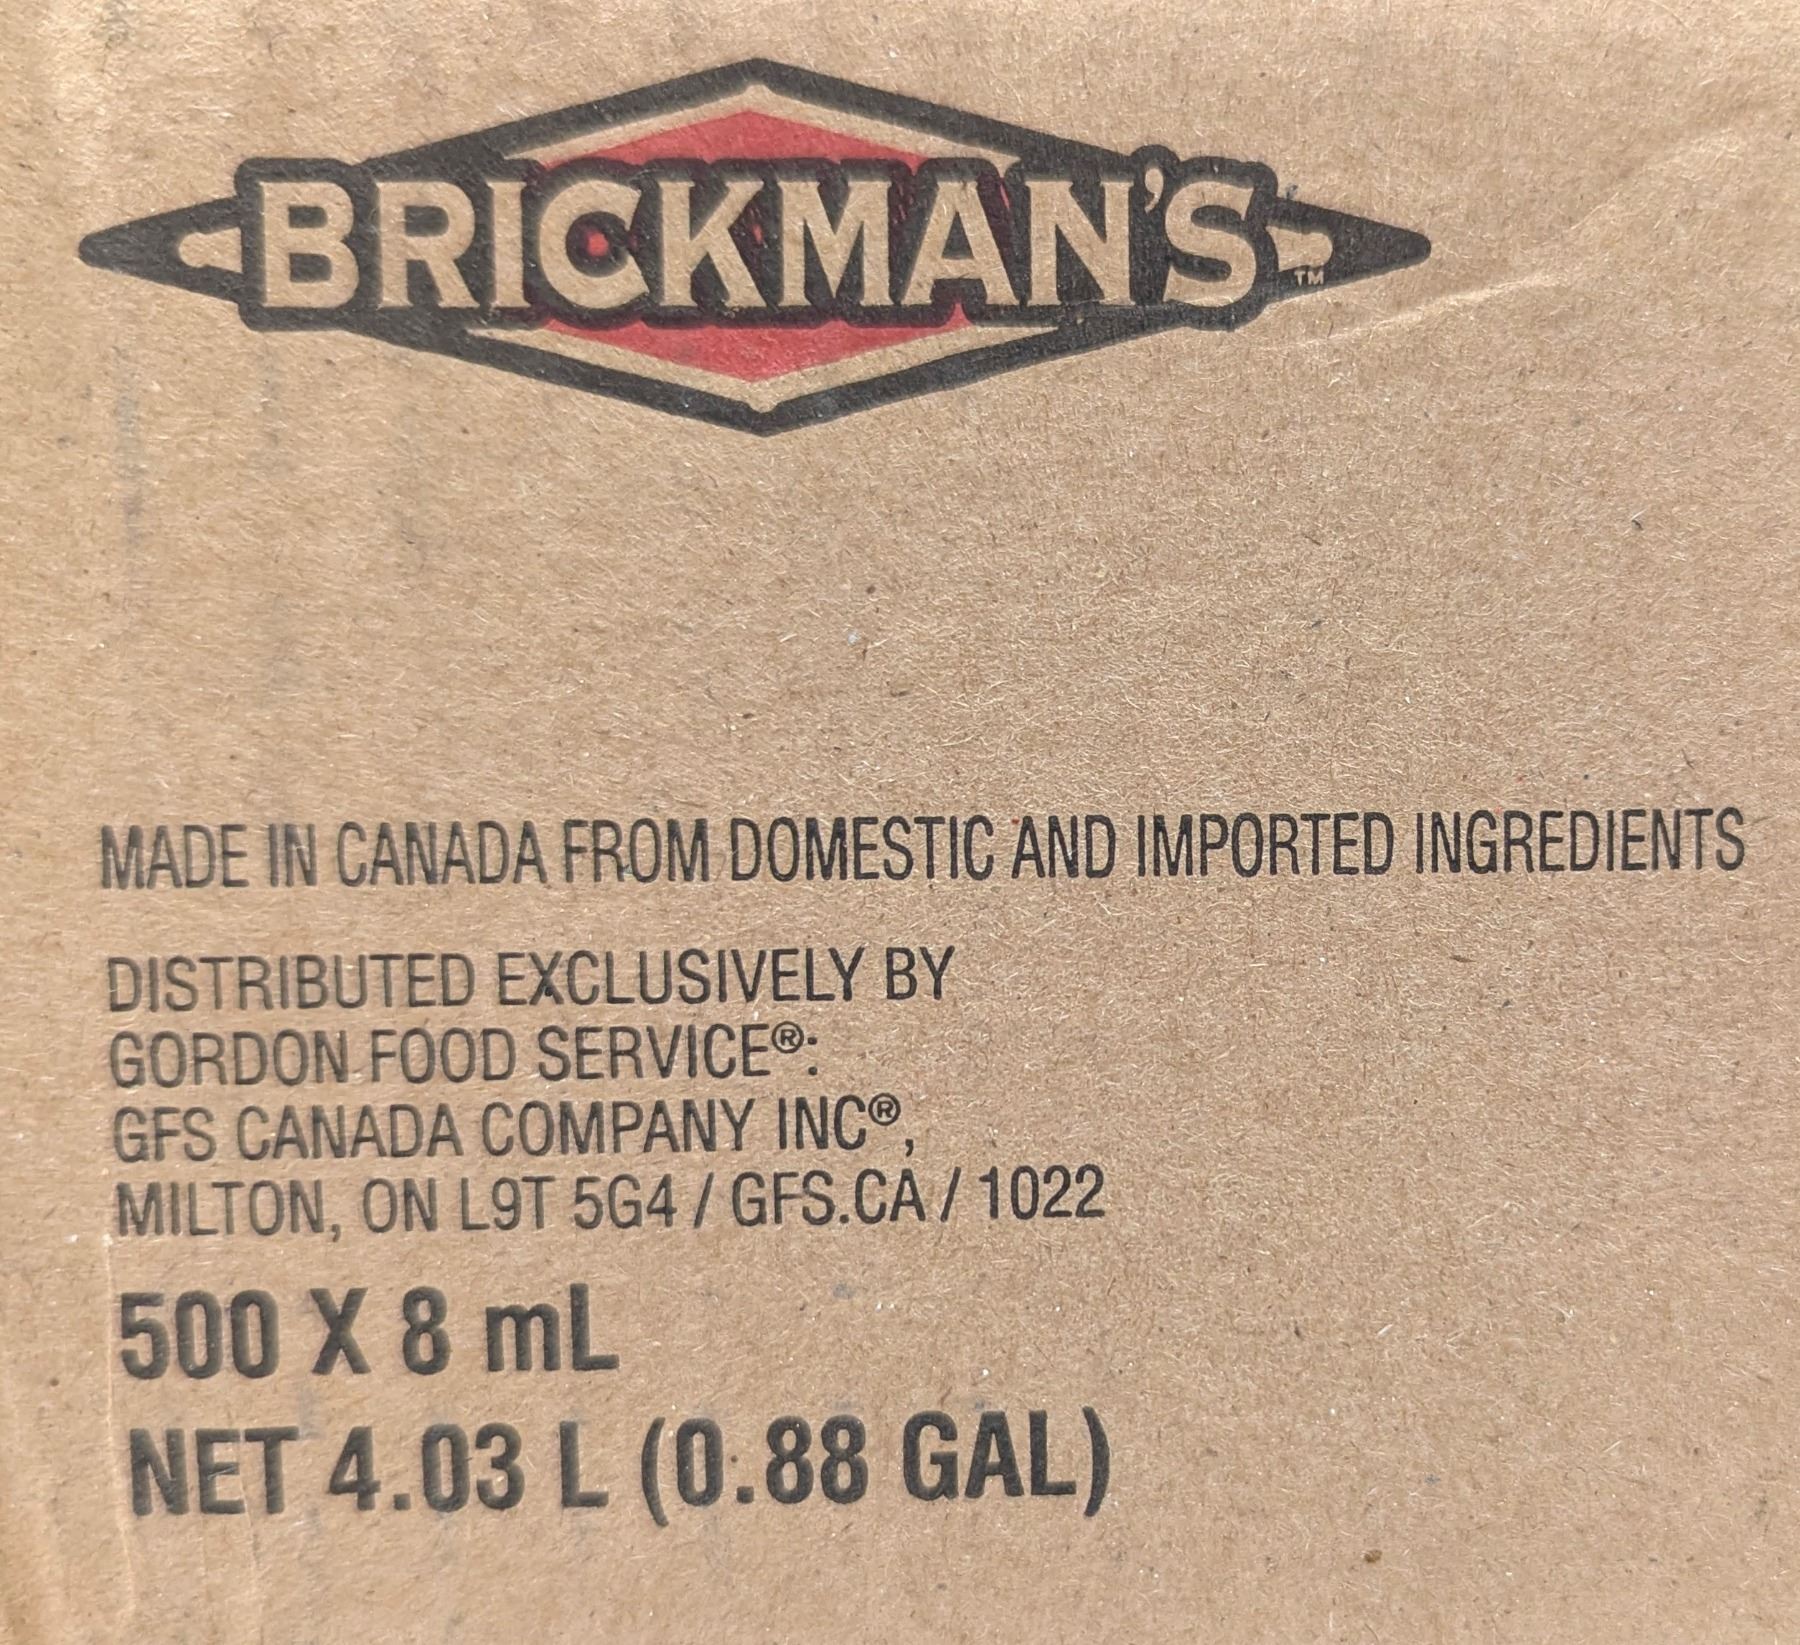 BRICKMAN'S™
MADE IN CANADA FROM DOMESTIC AND IMPORTED INGREDIENTS
DISTRIBUTED EXCLUSIVELY BY
GORDON FOOD SERVICE®:
GFS CANADA COMPANY INC®,
MILTON, ON L9T 5G4 / GFS.CA / 1022
500 X 8 mL
NET 4.03 L (0.88 GAL)